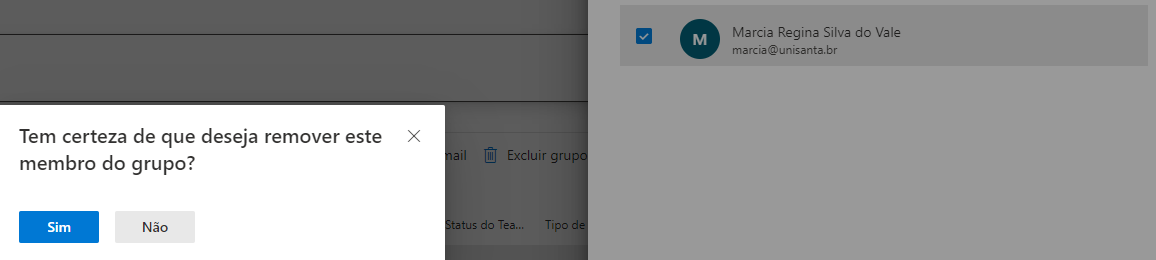 M
Marcia Regina Silva do Vale
marcia@unisanta.br
Tem certeza de que deseja remover este
membro do grupo?
Sim
Não
Excluir grupo
Status do Tea...
Tipo de